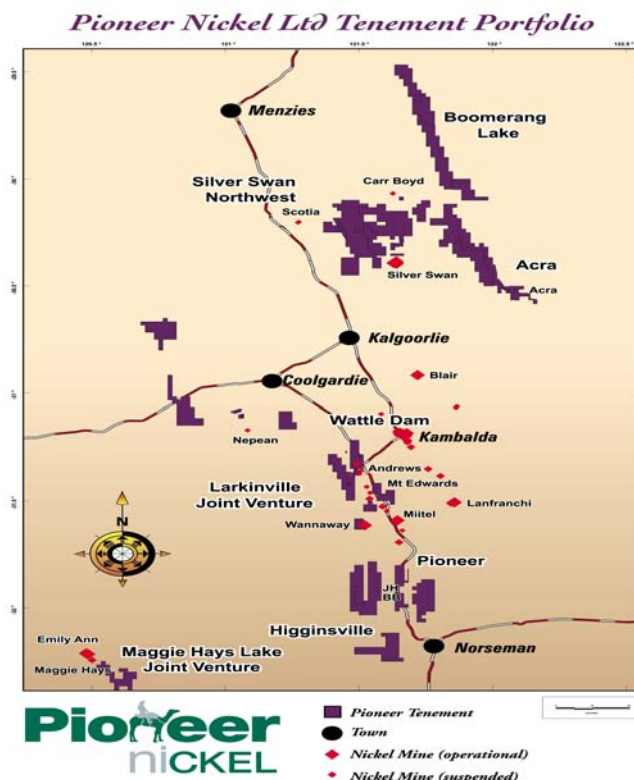 Pioneer Nickel Ltd Tenement Portfolio
Menzies
Boomerang
Lake
Carr Boyd
Silver Swan
Northwest
Scotia
Silver Swan
Acra
Acra
Kalgoorlie
Coolgardie
Blair
Wattle Dam
Kambalda
Nepean
Andrews
Mt Edwards
Larkinville
Joint Venture
Lanfranchi
Wannaway
Miitel
N
Pioneer
JH
BB
Higginsville
Norseman
Emily Ann
Maggie Hays
Maggie Hays Lake
Joint Venture
Pioneer
niCKEL
Pioneer Tenement
Town
Nickel Mine (operational)
Nickel Mine (suspended)